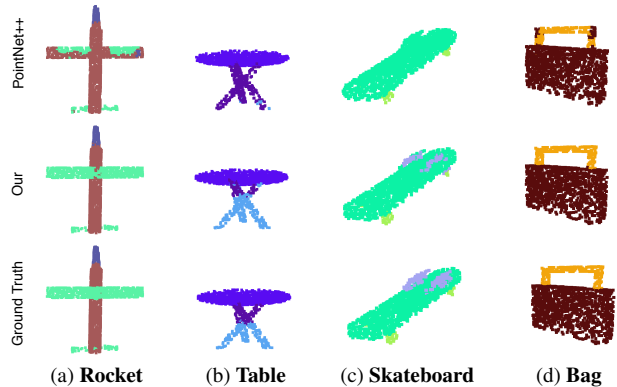 PointNet++
Our
Ground Truth
(a) Rocket
(b) Table
(c) Skateboard
(d) Bag